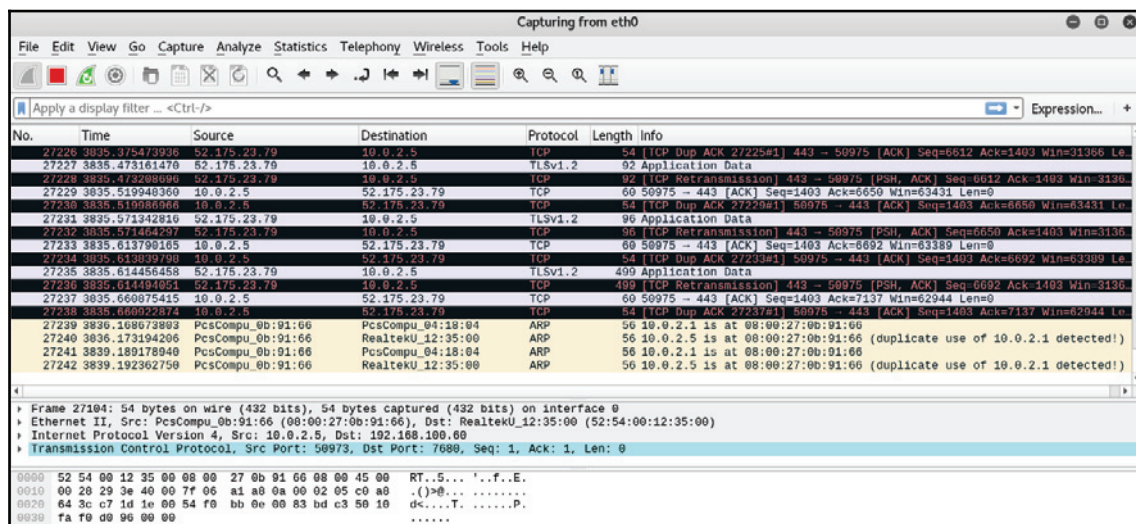 Capturing from eth0
File Edit View Go Capture Analyze Statistics Telephony Wireless Tools Help
Apply a display filter ... <Ctrl-/> Expression... +
No. Time Source Destination Protocol Length Info
27226 3835.375473936 52.175.23.79 10.0.2.5 TCP 54 [TCP Dup ACK 27225#1] 443 → 50975 [ACK] Seq=6612 Ack=1403 Win=31366 Le…
27227 3835.473161470 52.175.23.79 10.0.2.5 TLSv1.2 92 Application Data
27228 3835.473208696 52.175.23.79 10.0.2.5 TCP 92 [TCP Retransmission] 443 → 50975 [PSH, ACK] Seq=6612 Ack=1403 Win=3136…
27229 3835.519948360 10.0.2.5 52.175.23.79 TCP 60 50975 → 443 [ACK] Seq=1403 Ack=6650 Win=63431 Len=0
27230 3835.519986966 10.0.2.5 52.175.23.79 TCP 54 [TCP Dup ACK 27229#1] 50975 → 443 [ACK] Seq=1403 Ack=6650 Win=63431 Le…
27231 3835.571342816 52.175.23.79 10.0.2.5 TLSv1.2 96 Application Data
27232 3835.571464297 52.175.23.79 10.0.2.5 TCP 96 [TCP Retransmission] 443 → 50975 [PSH, ACK] Seq=6650 Ack=1403 Win=3136…
27233 3835.613790165 10.0.2.5 52.175.23.79 TCP 60 50975 → 443 [ACK] Seq=1403 Ack=6692 Win=63389 Len=0
27234 3835.613839798 10.0.2.5 52.175.23.79 TCP 54 [TCP Dup ACK 27233#1] 50975 → 443 [ACK] Seq=1403 Ack=6692 Win=63389 Le…
27235 3835.614456458 52.175.23.79 10.0.2.5 TLSv1.2 499 Application Data
27236 3835.614494051 52.175.23.79 10.0.2.5 TCP 499 [TCP Retransmission] 443 → 50975 [PSH, ACK] Seq=6692 Ack=1403 Win=3136…
27237 3835.660875415 10.0.2.5 52.175.23.79 TCP 60 50975 → 443 [ACK] Seq=1403 Ack=7137 Win=62944 Len=0
27238 3835.660922874 10.0.2.5 52.175.23.79 TCP 54 [TCP Dup ACK 27237#1] 50975 → 443 [ACK] Seq=1403 Ack=7137 Win=62944 Le…
27239 3836.168673803 PcsCompu_0b:91:66 PcsCompu_04:18:04 ARP 56 10.0.2.1 is at 08:00:27:0b:91:66
27240 3836.173194206 PcsCompu_0b:91:66 RealtekU_12:35:00 ARP 56 10.0.2.5 is at 08:00:27:0b:91:66 (duplicate use of 10.0.2.1 detected!)
27241 3839.189178940 PcsCompu_0b:91:66 PcsCompu_04:18:04 ARP 56 10.0.2.1 is at 08:00:27:0b:91:66
27242 3839.192362750 PcsCompu_0b:91:66 RealtekU_12:35:00 ARP 56 10.0.2.5 is at 08:00:27:0b:91:66 (duplicate use of 10.0.2.1 detected!)
Frame 27104: 54 bytes on wire (432 bits), 54 bytes captured (432 bits) on interface 0
Ethernet II, Src: PcsCompu_0b:91:66 (08:00:27:0b:91:66), Dst: RealtekU_12:35:00 (52:54:00:12:35:00)
Internet Protocol Version 4, Src: 10.0.2.5, Dst: 192.168.100.60
Transmission Control Protocol, Src Port: 50973, Dst Port: 7680, Seq: 1, Ack: 1, Len: 0
0000 52 54 00 12 35 00 08 00 27 0b 91 66 08 00 45 00 RT..5... '..f..E.
0010 00 28 29 3e 40 00 7f 06 a1 a8 0a 00 02 05 c0 a8 .()>@... ........
0020 64 3c c7 1d 1e 00 54 f0 bb 0e 00 83 bd c3 50 10 d<....T. ......P.
0030 fa f0 d0 96 00 00 ......